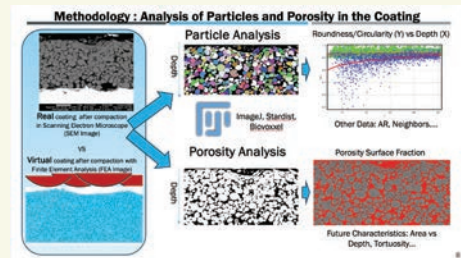 Methodology : Analysis of Particles and Porosity in the Coating
Particle Analysis
Roundness/Circularity (Y) vs Depth (X)
Depth
Real coating after compaction
in Scanning Electron Microscope
(SEM Image)
ImageJ, Stardist,
Biovoxxel
Other Data: AR, Neighbors,...
VS
Virtual coating after compaction with
Finite Element Analysis (FEA Image)
Porosity Analysis
Porosity Surface Fraction
Depth
Future Characteristics: Area vs
Depth, Tortuosity...